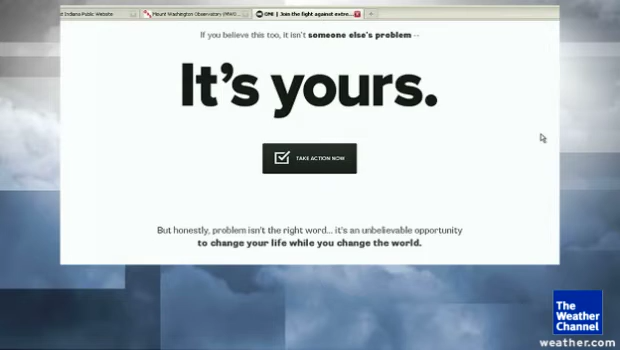 t Indiana Public Website
Mount Washington Observatory (MWO...
GMI | Join the fight against extre...
If you believe this too, it isn't someone else's problem --
It's yours.
TAKE ACTION NOW
But honestly, problem isn't the right word... it's an unbelievable opportunity
to change your life while you change the world.
The
Weather
Channel
weather.com